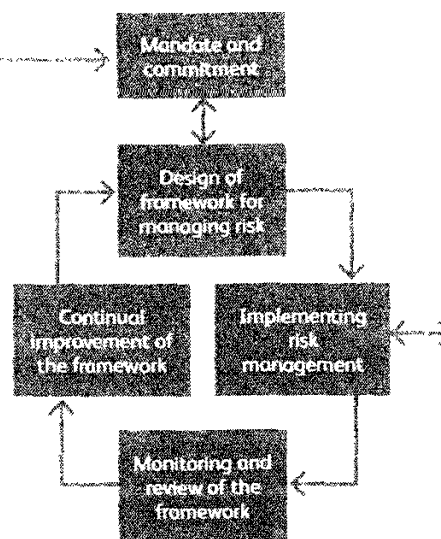 Mandate and
commitment
Design of
framework for
managing risk
Continual
improvement of
the framework
Implementing
risk
management
Monitoring and
review of the
framework